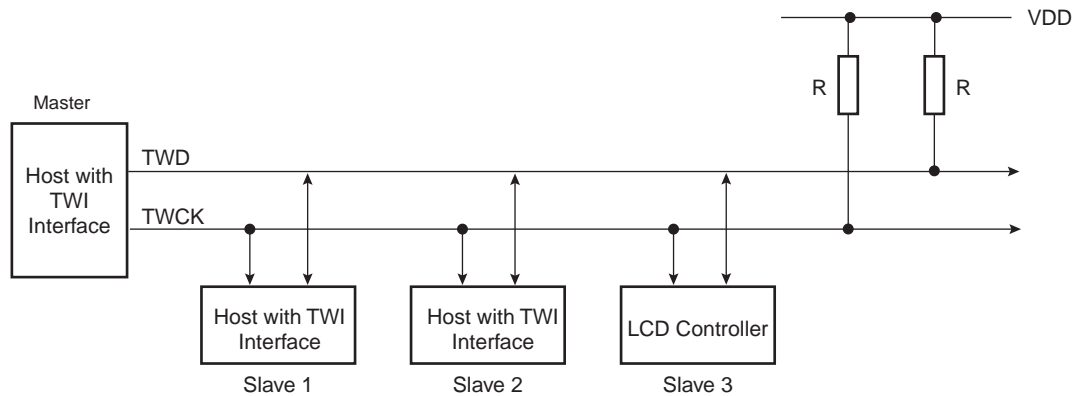 VDD
R
R
Master
Host with
TWI
Interface
TWD
TWCK
Host with TWI
Interface
Slave 1
Host with TWI
Interface
Slave 2
LCD Controller
Slave 3